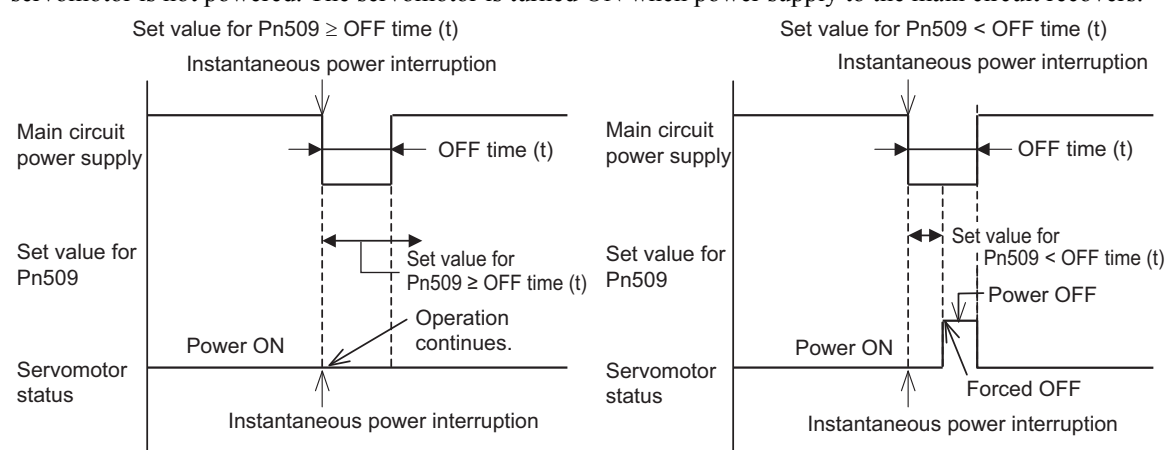 servomotor is not powered. The servomotor is turned ON when power supply to the main circuit recovers.
Set value for Pn509 ≥ OFF time (t)
Instantaneous power interruption
Main circuit
power supply
OFF time (t)
Set value for
Pn509
Set value for
Pn509 ≥ OFF time (t)
Operation
continues.
Power ON
Servomotor
status
Instantaneous power interruption
Set value for Pn509 < OFF time (t)
Instantaneous power interruption
Main circuit
power supply
OFF time (t)
Set value for
Pn509
Set value for
Pn509 < OFF time (t)
Power OFF
Power ON
Servomotor
status
Forced OFF
Instantaneous power interruption